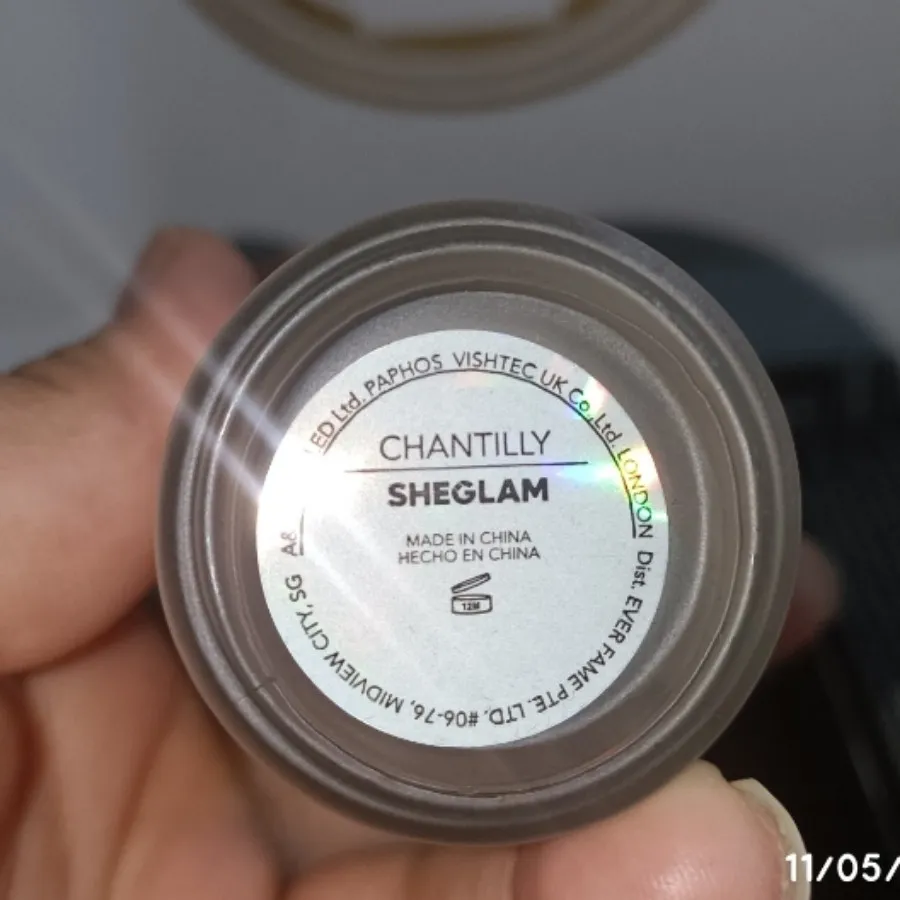 CHANTILLY
SHEGLAM
MADE IN CHINA
HECHO EN CHINA
12M
Ltd. PAPHOS VISHTEC UK Co.,Ltd. LONDON Dist. EVER FAME PTE. LTD. #06-76, MIDVIEW CITY, SG
11/05/